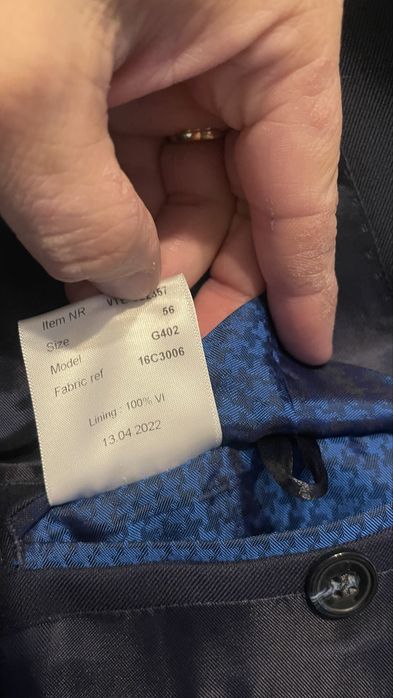 Item NR
Size 56
Model G402
Fabric ref 16C3006
Lining : 100% VI
13.04.2022